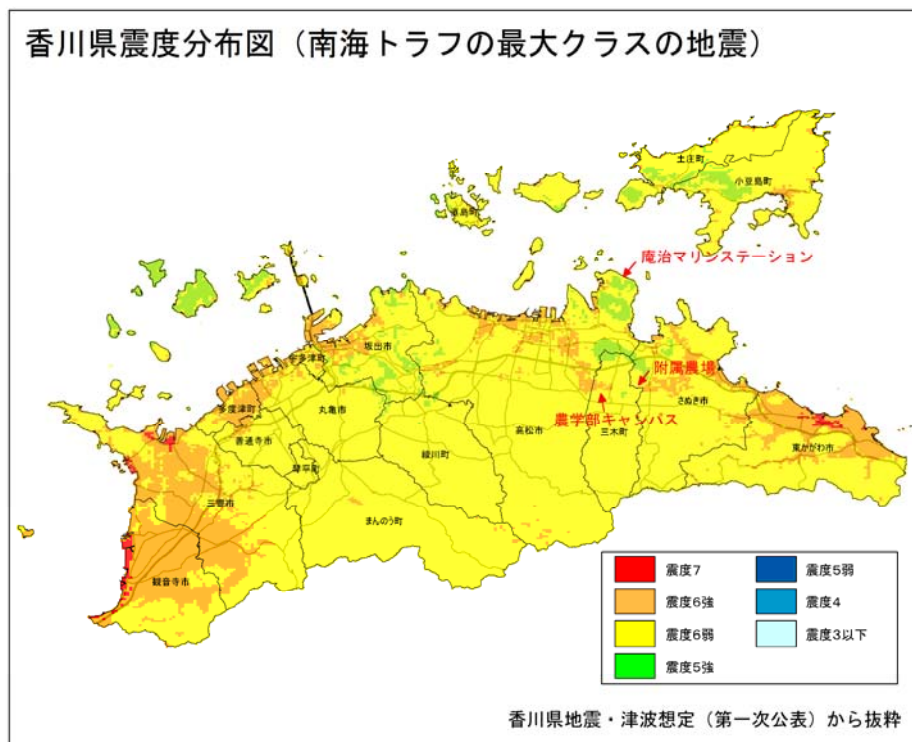 香川県震度分布図（南海トラフの最大クラスの地震）
土庄町
小豆島町
直島町
庵治マリンステーション
坂出市
宇多津町
附属農場
多度津町
丸亀市
さぬき市
農学部キャンパス
善通寺市
高松市
三木町
綾川町
東かがわ市
琴平町
三豊市
まんのう町
観音寺市
震度7
震度5弱
震度6強
震度4
震度6弱
震度3以下
震度5強
香川県地震・津波想定（第一次公表）から抜粋